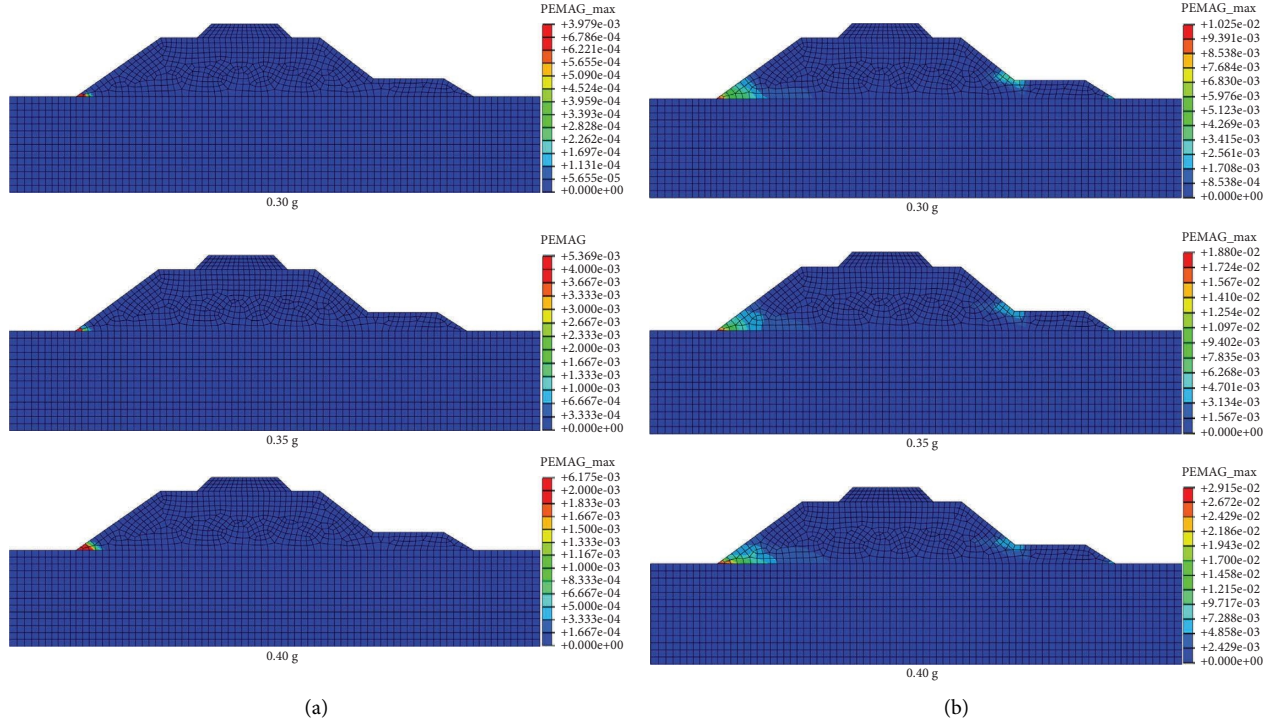 PEMAG_max
+3.979e-03
+6.786e-04
+6.221e-04
+5.655e-04
+5.090e-04
+4.524e-04
+3.959e-04
+3.393e-04
+2.828e-04
+2.262e-04
+1.697e-04
+1.131e-04
+5.655e-05
+0.000e+00
0.30 g
PEMAG
+5.369e-03
+4.000e-03
+3.667e-03
+3.333e-03
+3.000e-03
+2.667e-03
+2.333e-03
+2.000e-03
+1.667e-03
+1.333e-03
+1.000e-03
+6.667e-04
+3.333e-04
+0.000e+00
0.35 g
PEMAG_max
+6.175e-03
+2.000e-03
+1.833e-03
+1.667e-03
+1.500e-03
+1.333e-03
+1.167e-03
+1.000e-03
+8.333e-04
+6.667e-04
+5.000e-04
+3.333e-04
+1.667e-04
+0.000e+00
0.40 g
(a)
PEMAG_max
+1.025e-02
+9.391e-03
+8.538e-03
+7.684e-03
+6.830e-03
+5.976e-03
+5.123e-03
+4.269e-03
+3.415e-03
+2.561e-03
+1.708e-03
+8.538e-04
+0.000e+00
0.30 g
PEMAG_max
+1.880e-02
+1.724e-02
+1.567e-02
+1.410e-02
+1.254e-02
+1.097e-02
+9.402e-03
+7.835e-03
+6.268e-03
+4.701e-03
+3.134e-03
+1.567e-03
+0.000e+00
0.35 g
PEMAG_max
+2.915e-02
+2.672e-02
+2.429e-02
+2.186e-02
+1.943e-02
+1.700e-02
+1.458e-02
+1.215e-02
+9.717e-03
+7.288e-03
+4.858e-03
+2.429e-03
+0.000e+00
0.40 g
(b)